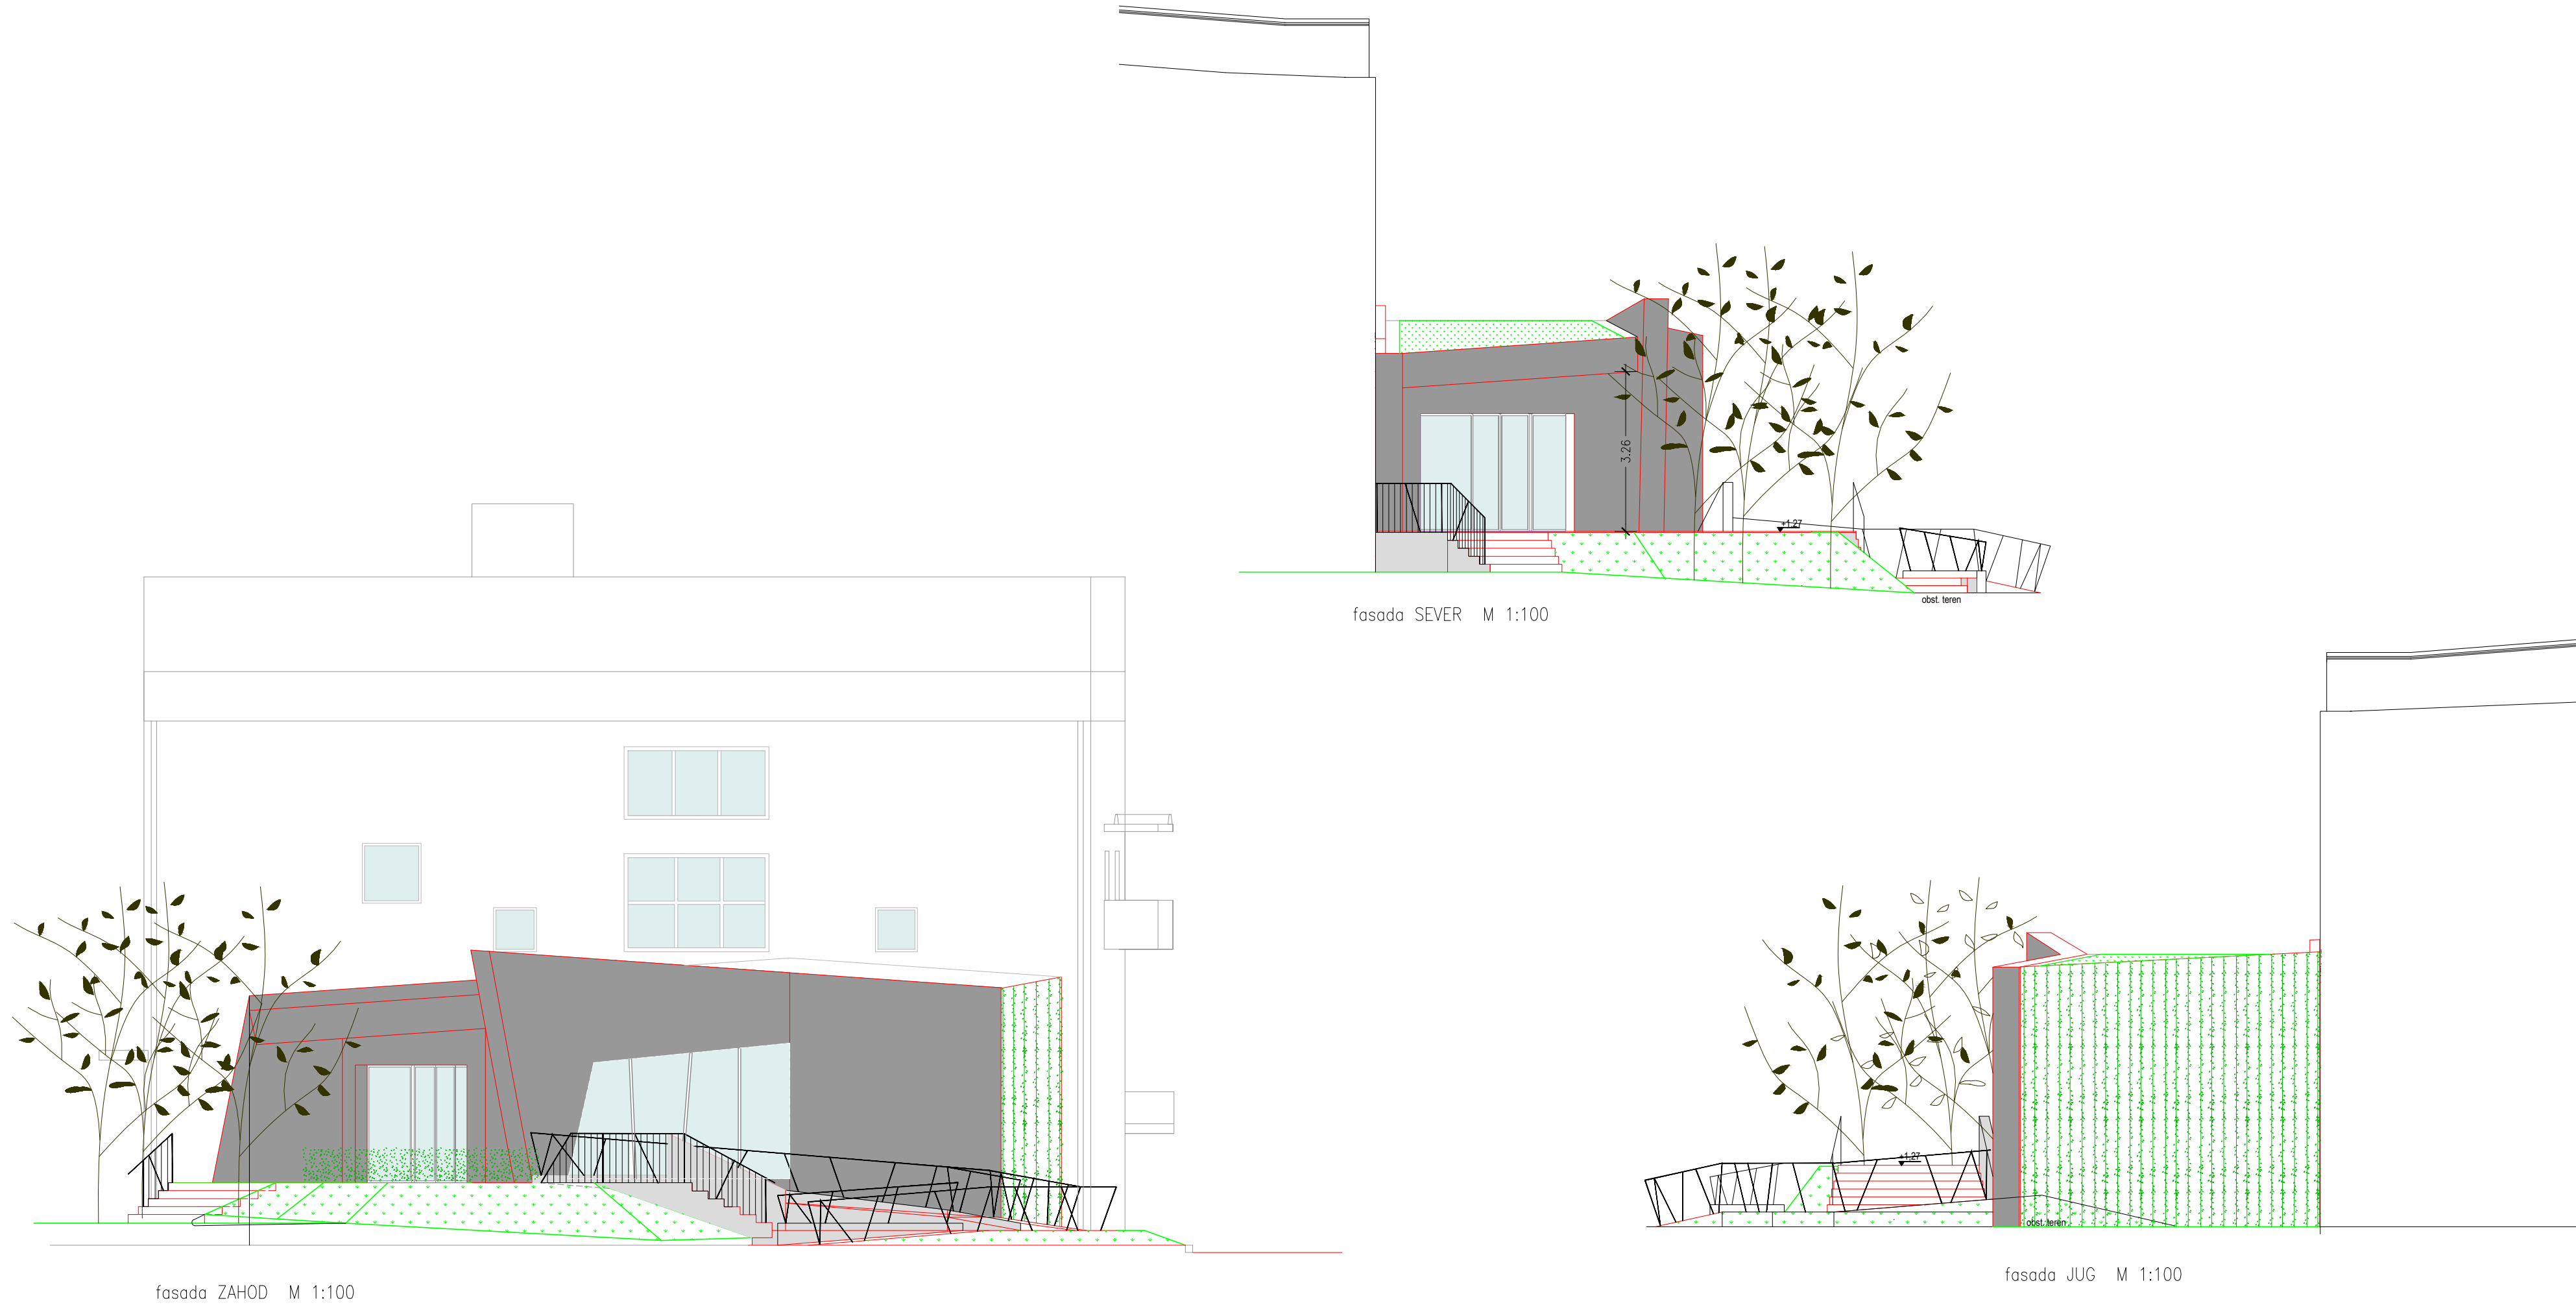 3.26
+1.27
obst. teren
fasada SEVER M 1:100
+1.27
obst. teren
fasada JUG M 1:100
fasada ZAHOD M 1:100